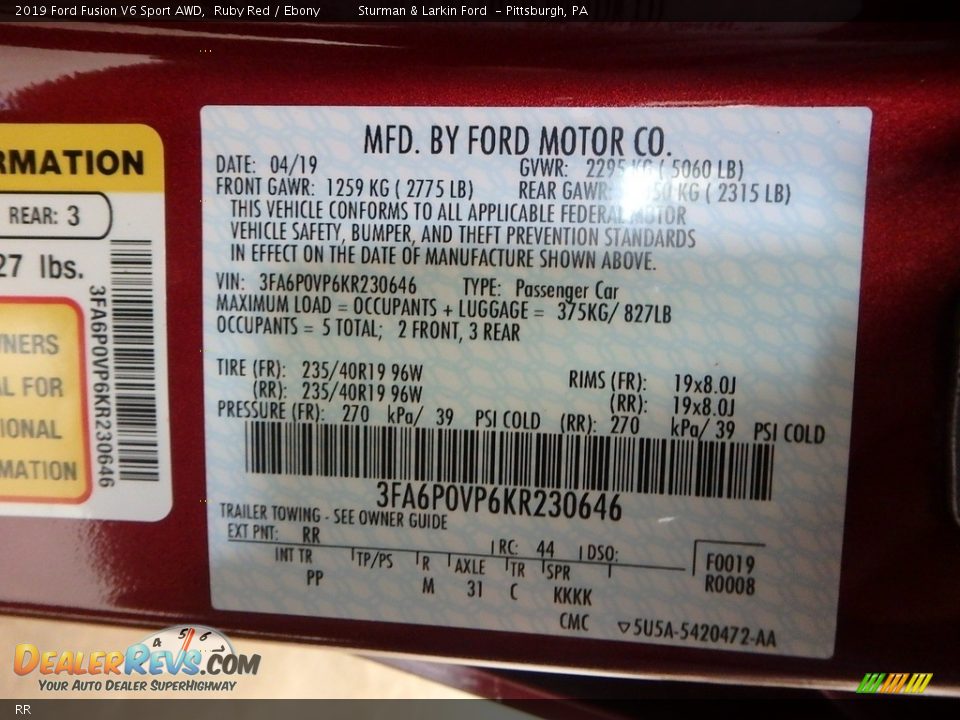 2019 Ford Fusion V6 Sport AWD, Ruby Red / Ebony Sturman & Larkin Ford - Pittsburgh, PA
RMATION
REAR: 3
27 lbs.
3FA6P0VP6KR230646
NERS
AL FOR
IONAL
MATION
MFD. BY FORD MOTOR CO.
DATE: 04/19 GVWR: 2295 KG ( 5060 LB)
FRONT GAWR: 1259 KG ( 2775 LB) REAR GAWR: 50 KG ( 2315 LB)
THIS VEHICLE CONFORMS TO ALL APPLICABLE FEDERAL MOTOR
VEHICLE SAFETY, BUMPER, AND THEFT PREVENTION STANDARDS
IN EFFECT ON THE DATE OF MANUFACTURE SHOWN ABOVE.
VIN: 3FA6P0VP6KR230646 TYPE: Passenger Car
MAXIMUM LOAD = OCCUPANTS + LUGGAGE = 375KG/ 827LB
OCCUPANTS = 5 TOTAL; 2 FRONT, 3 REAR
TIRE (FR): 235/40R19 96W RIMS (FR): 19x8.0J
(RR): 235/40R19 96W (RR): 19x8.0J
PRESSURE (FR): 270 kPa/ 39 PSI COLD (RR): 270 kPa/ 39 PSI COLD
3FA6P0VP6KR230646
TRAILER TOWING - SEE OWNER GUIDE
EXT PNT: RR RC: 44 DSO:
INT TR TP/PS R AXLE TR SPR F0019
PP M 31 C KKKK R0008
CMC ▽5U5A-5420472-AA
4 5 6
DEALERREVS.COM
YOUR AUTO DEALER SUPERHIGHWAY
RR